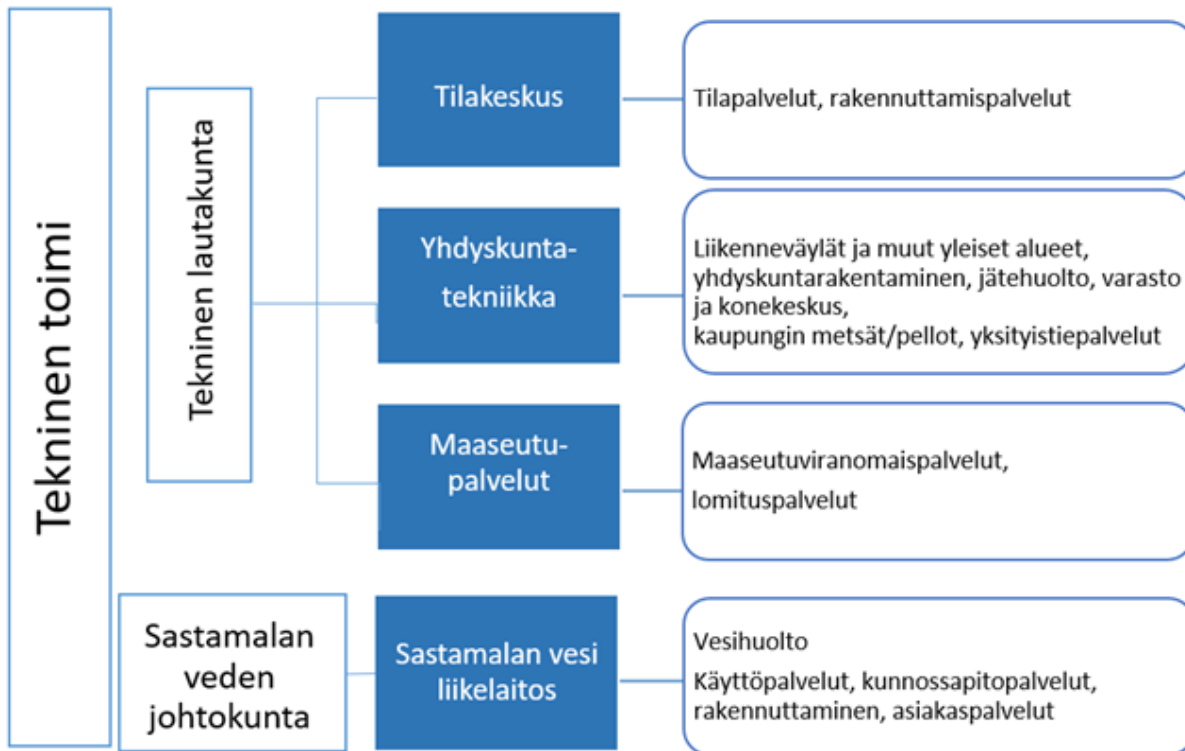 Tekninen toimi
Tekninen lautakunta
Tilakeskus
Tilapalvelut, rakennuttamispalvelut
Yhdyskunta-
tekniikka
Liikenneväylät ja muut yleiset alueet,
yhdyskuntarakentaminen, jätehuolto, varasto
ja konekeskus,
kaupungin metsät/pellot, yksityistiepalvelut
Maaseutu-
palvelut
Maaseutuviranomaispalvelut,
lomituspalvelut
Sastamalan
veden
johtokunta
Sastamalan vesi
liikelaitos
Vesihuolto
Käyttöpalvelut, kunnossapitopalvelut,
rakennuttaminen, asiakaspalvelut